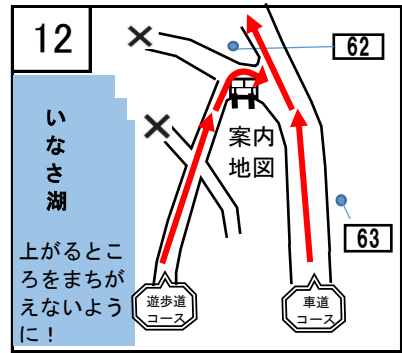 12
62
い
な
さ
湖
案内
地図
63
上がるとこ
ろをまちが
えないよう
に！
遊歩道
コース
車道
コース